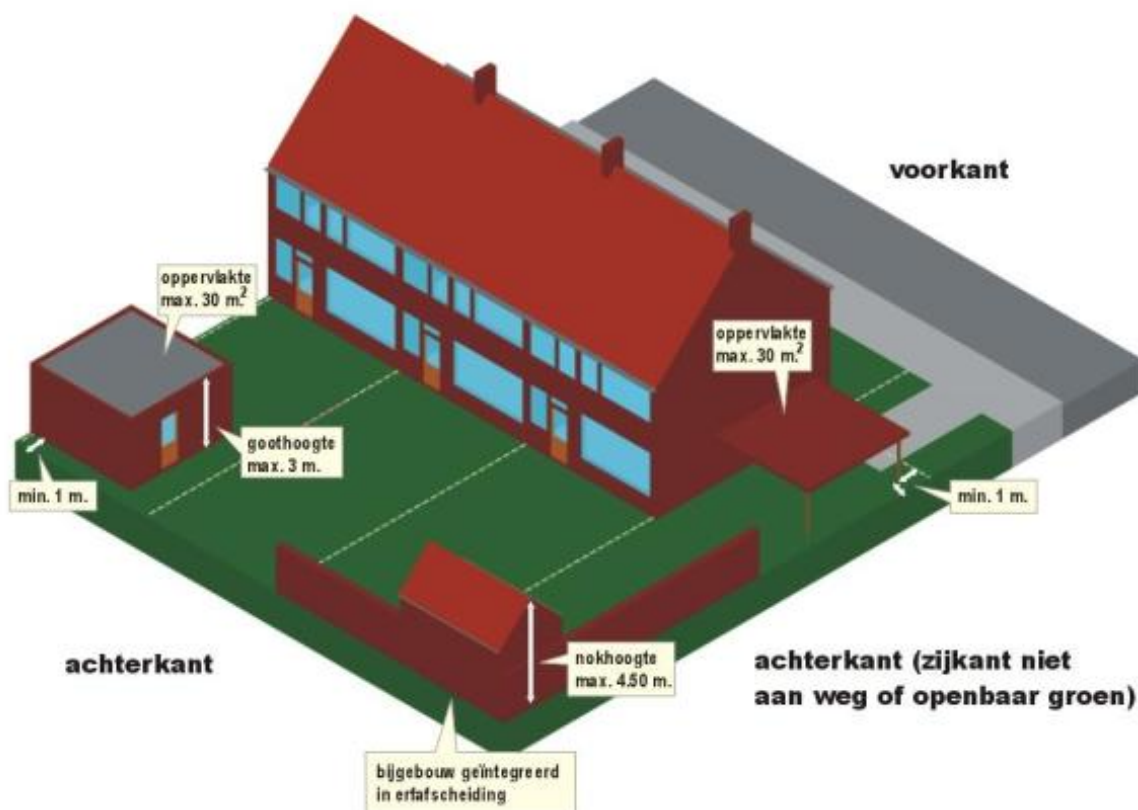 voorkant
oppervlakte
max. 30 m.²
oppervlakte
max. 30 m.²
goothoogte
max. 3 m.
min. 1 m.
min. 1 m.
achterkant
nokhoogte
max. 4.50 m.
achterkant (zijkant niet
aan weg of openbaar groen)
bijgebouw geïntegreerd
in erfafscheiding